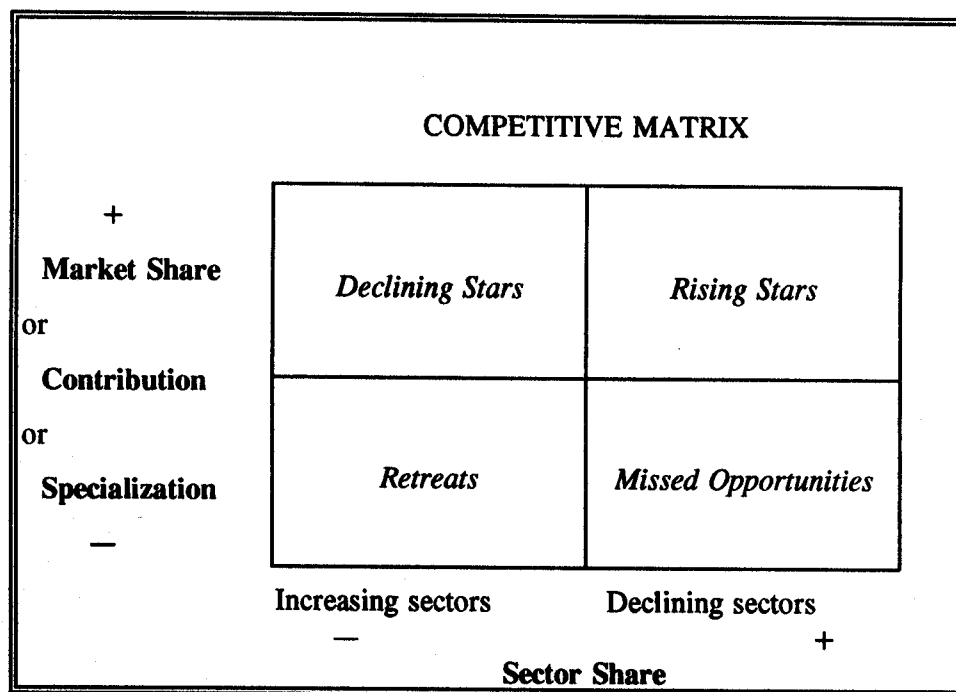 COMPETITIVE MATRIX
+
Market Share
or
Contribution
or
Specialization
—
Declining Stars
Rising Stars
Retreats
Missed Opportunities
Increasing sectors
Declining sectors
—
+
Sector Share